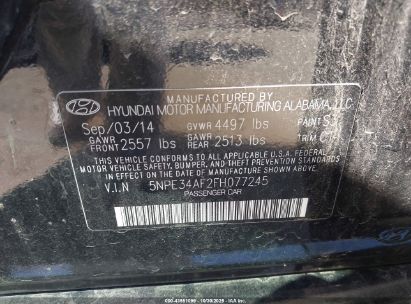 MANUFACTURED BY
HYUNDAI MOTOR MANUFACTURING ALABAMA, LLC
Sep/03/14 GVWR 4497 lbs PAINT
GAWR FRONT 2557 lbs GAWR REAR 2513 lbs TRIM
THIS VEHICLE CONFORMS TO ALL APPLICABLE U.S.A. FEDERAL
MOTOR VEHICLE SAFETY, BUMPER, AND THEFT PREVENTION
STANDARDS IN EFFECT ON THE DATE OF MANUFACTURE SHOWN ABOVE.
V.I.N 5NPE34AF2FH077245
PASSENGER CAR